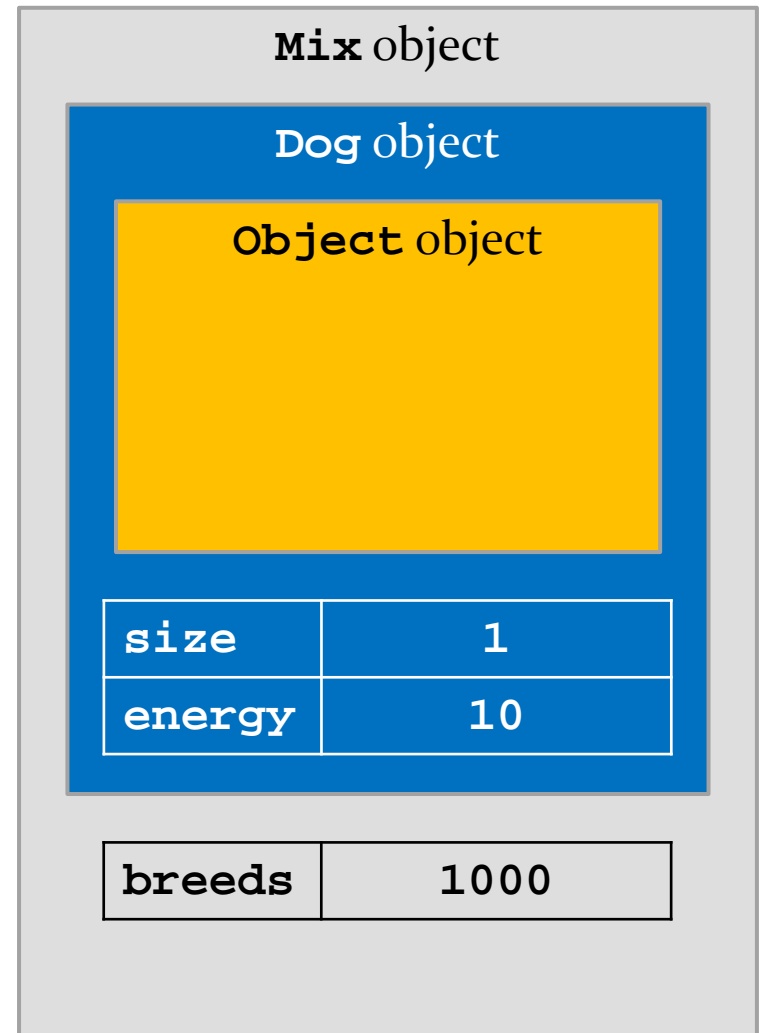 Mix object
Dog object
Object object
size 1
energy 10
breeds 1000